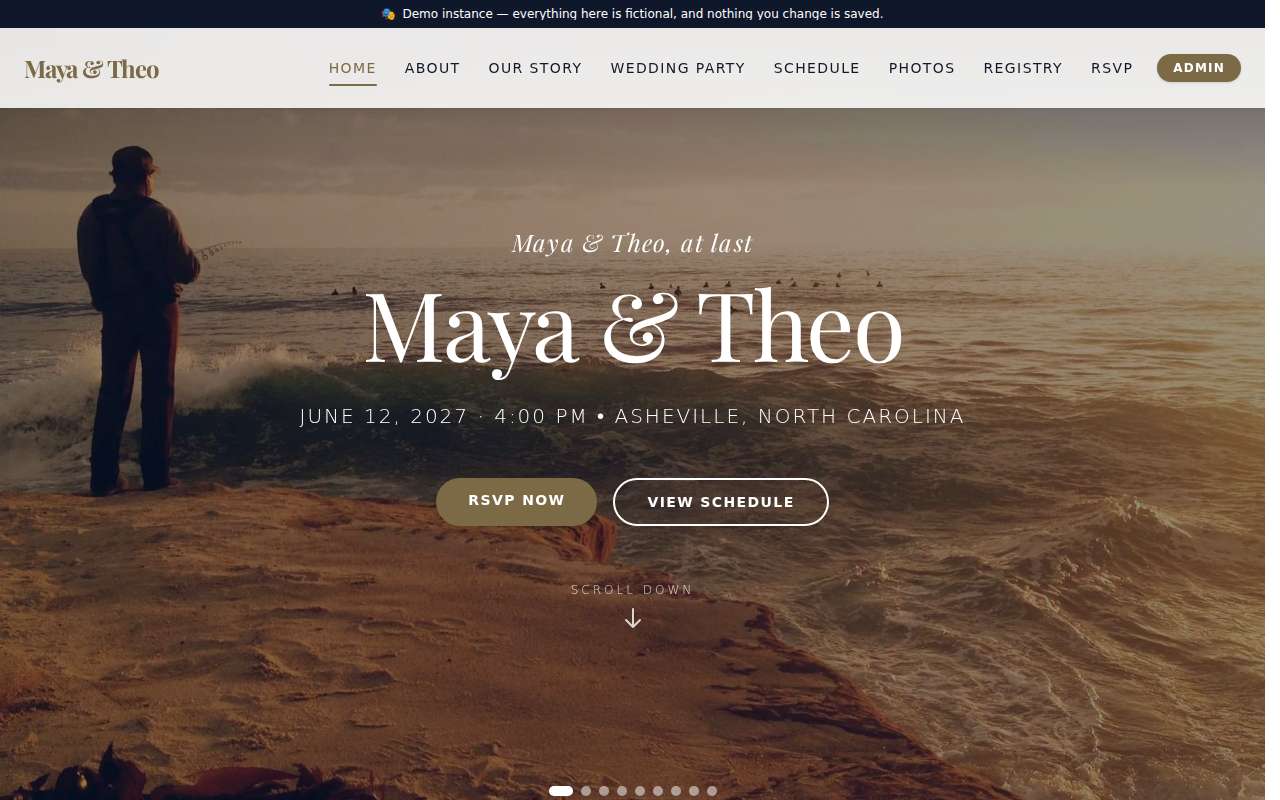 🎭 Demo instance — everything here is fictional, and nothing you change is saved.
Maya & Theo
HOME ABOUT OUR STORY WEDDING PARTY SCHEDULE PHOTOS REGISTRY RSVP ADMIN
Maya & Theo, at last
Maya & Theo
JUNE 12, 2027 · 4:00 PM • ASHEVILLE, NORTH CAROLINA
RSVP NOW VIEW SCHEDULE
SCROLL DOWN